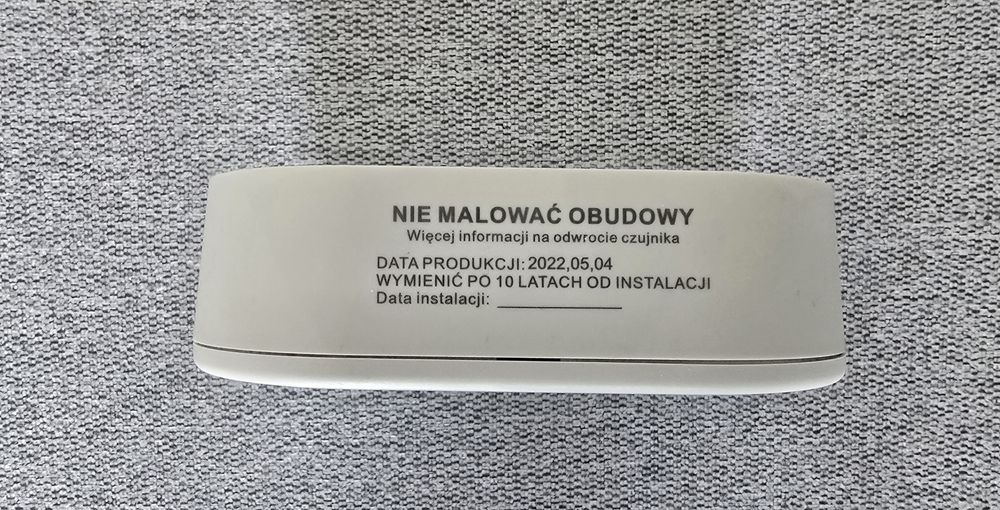 NIE MALOWAĆ OBUDOWY
Więcej informacji na odwrocie czujnika
DATA PRODUKCJI: 2022,05,04
WYMIENIĆ PO 10 LATACH OD INSTALACJI
Data instalacji: ______________